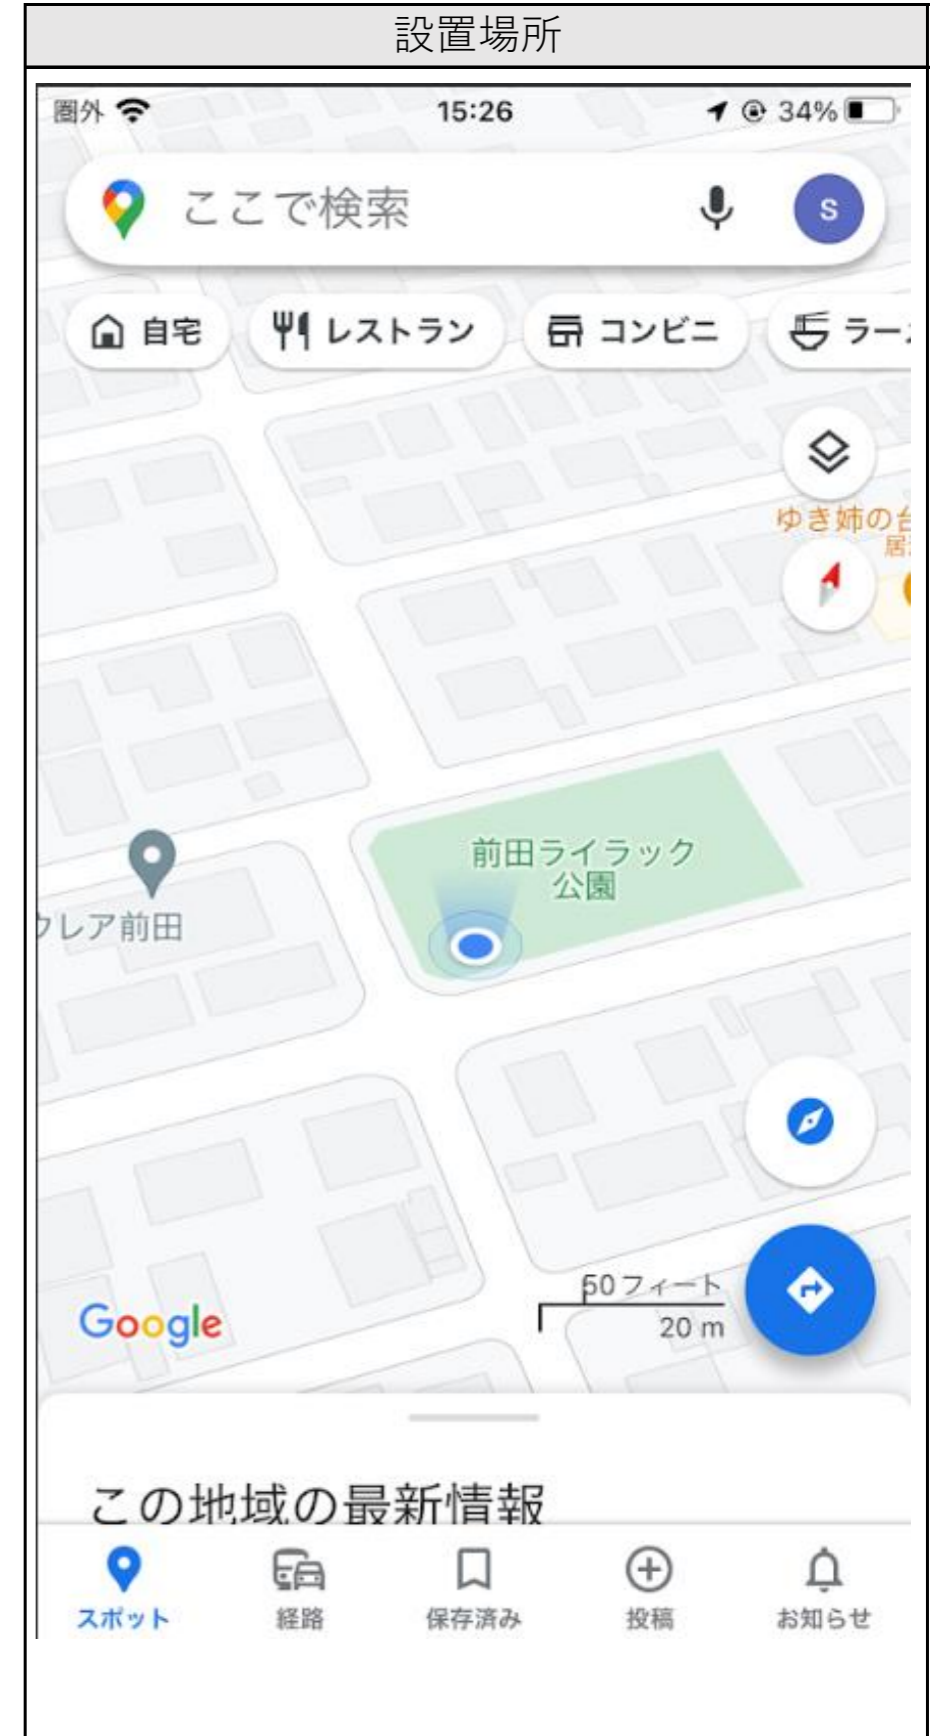 設置場所
圏外 15:26 34%
ここで検索 S
自宅 レストラン コンビニ ラー
ゆき姉の
前田ライラック
公園
クレア前田
50フィート
20 m
Google
この地域の最新情報
スポット 経路 保存済み 投稿 お知らせ